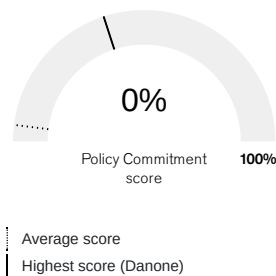 0%
Policy Commitment 100%
score
Average score
Highest score (Danone)